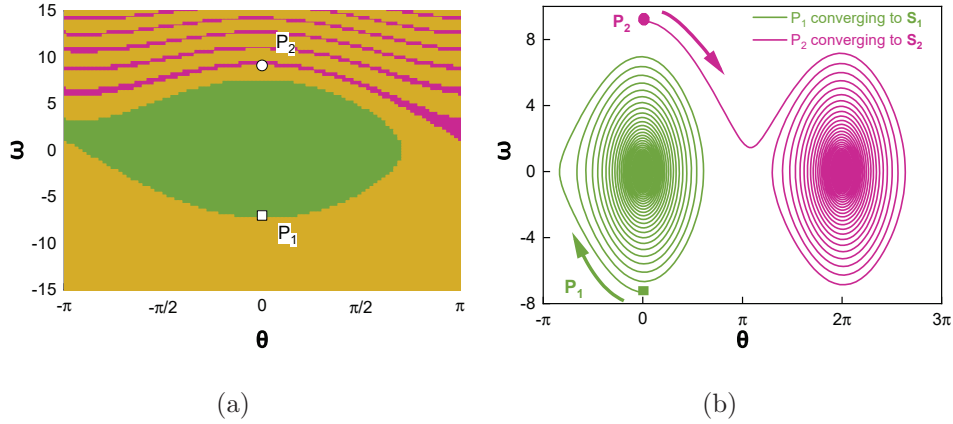 15
10
5
0
-5
-10
-15
ω
P₂
P₁
-π
-π/2
0
π/2
π
θ
(a)
8
4
0
-4
-8
ω
P₂
P₁ converging to S₁
P₂ converging to S₂
P₁
-π
0
π
2π
3π
θ
(b)